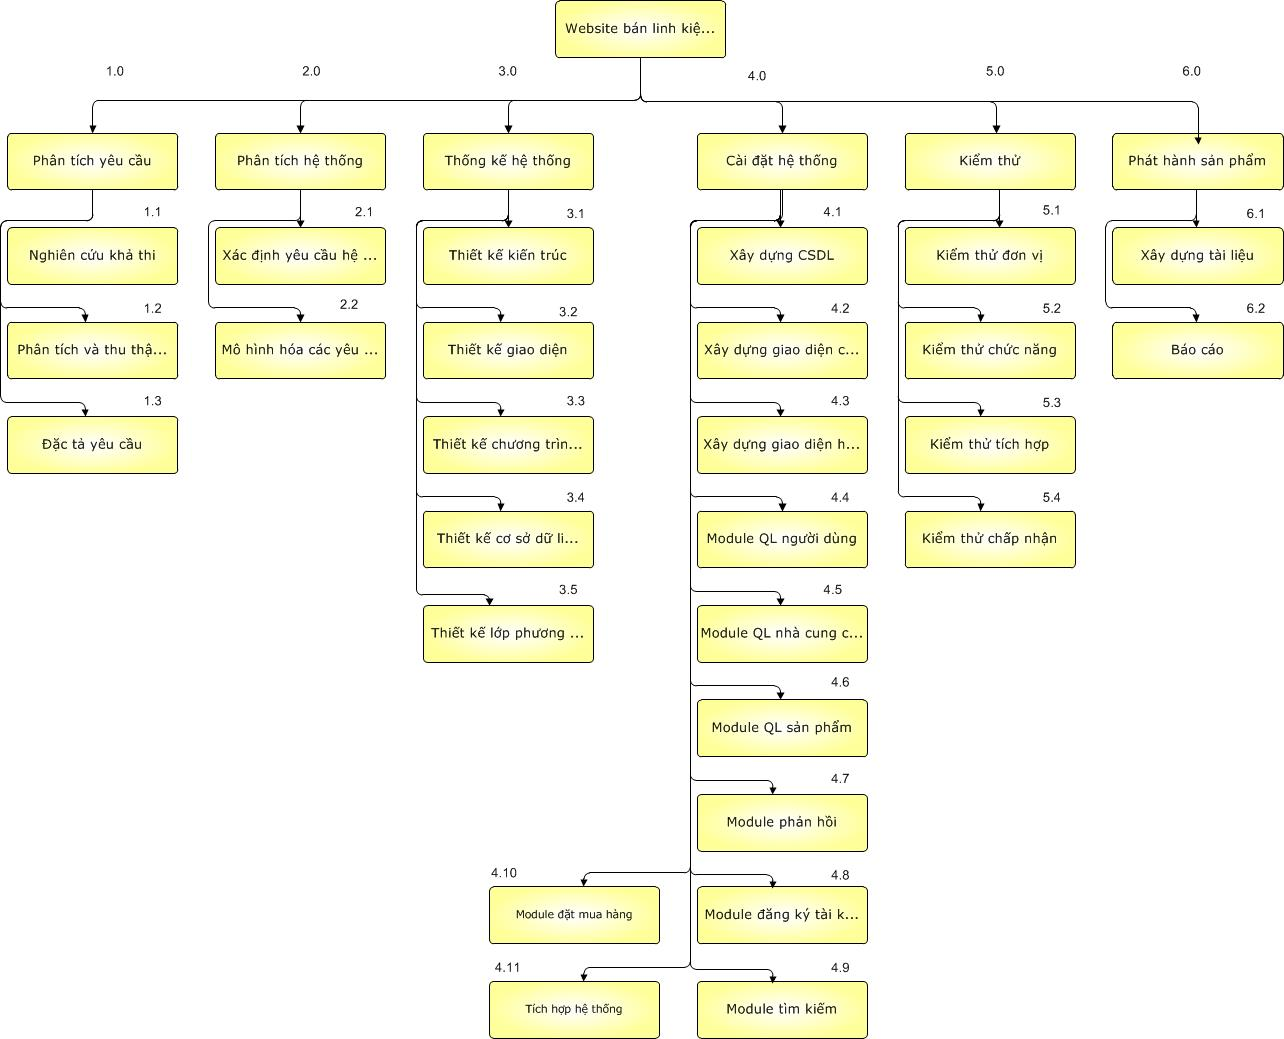 Website bán linh kiệ...
1.0
2.0
3.0
4.0
5.0
6.0
Phân tích yêu cầu
Phân tích hệ thống
Thống kế hệ thống
Cài đặt hệ thống
Kiểm thử
Phát hành sản phẩm
1.1
2.1
3.1
4.1
5.1
6.1
Nghiên cứu khả thi
Xác định yêu cầu hệ ...
Thiết kế kiến trúc
Xây dựng CSDL
Kiểm thử đơn vị
Xây dựng tài liệu
1.2
2.2
3.2
4.2
5.2
6.2
Phân tích và thu thậ...
Mô hình hóa các yêu ...
Thiết kế giao diện
Xây dựng giao diện c...
Kiểm thử chức năng
Báo cáo
1.3
3.3
4.3
5.3
Đặc tả yêu cầu
Thiết kế chương trìn...
Xây dựng giao diện h...
Kiểm thử tích hợp
3.4
4.4
5.4
Thiết kế cơ sở dữ li...
Module QL người dùng
Kiểm thử chấp nhận
3.5
4.5
Thiết kế lớp phương ...
Module QL nhà cung c...
4.6
Module QL sản phẩm
4.7
Module phản hồi
4.10
4.8
Module đặt mua hàng
Module đăng ký tài k...
4.11
4.9
Tích hợp hệ thống
Module tìm kiếm